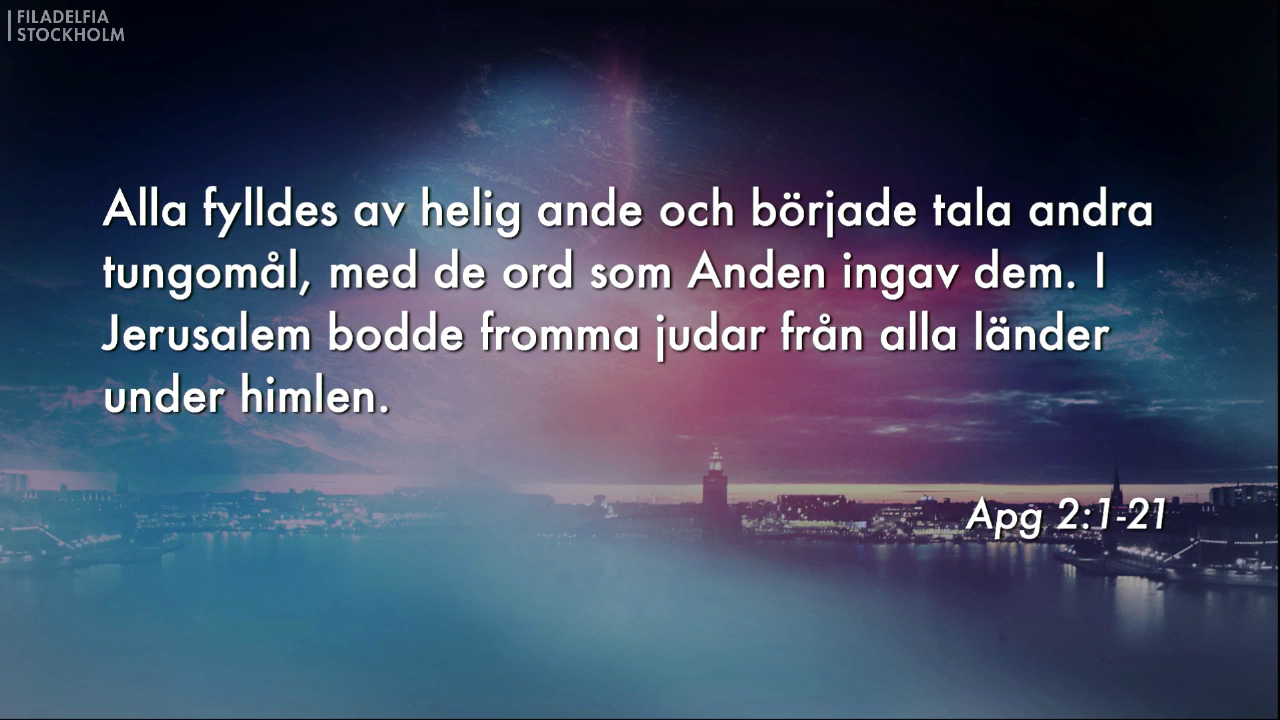 FILADELFIA
STOCKHOLM
Alla fylldes av helig ande och började tala andra
tungomål, med de ord som Anden ingav dem. I
Jerusalem bodde fromma judar från alla länder
under himlen.
Apg 2:1-21